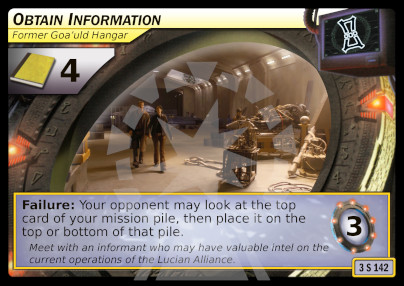 OBTAIN INFORMATION
Former Goa'uld Hangar
4
Failure: Your opponent may look at the top
card of your mission pile, then place it on the
top or bottom of that pile.
3
Meet with an informant who may have valuable intel on the
current operations of the Lucian Alliance.
3 S 142